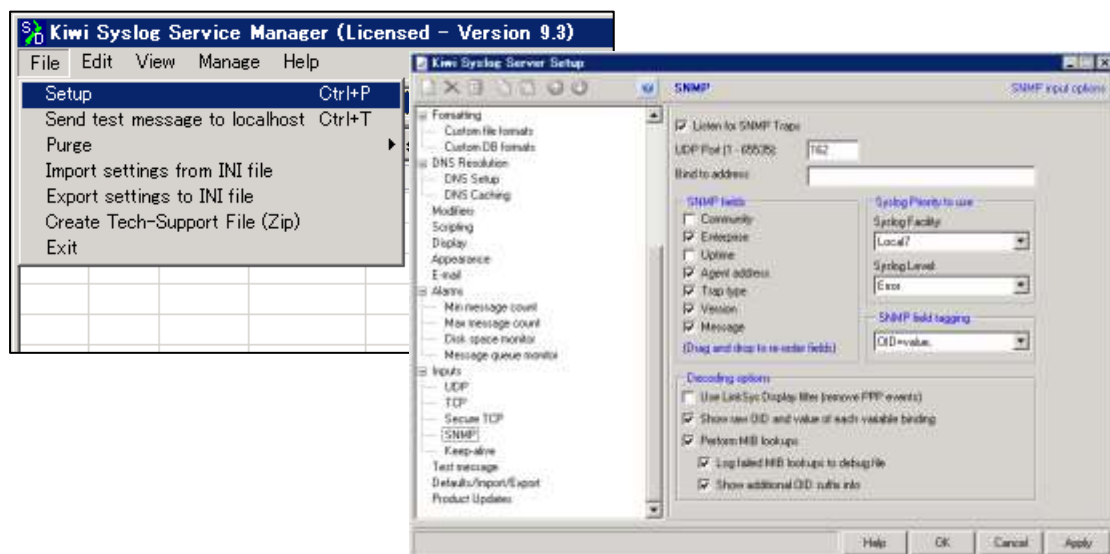 Kiwi Syslog Service Manager (Licensed - Version 9.3)
File Edit View Manage Help
Setup Ctrl+P
Send test message to localhost Ctrl+T
Purge
Import settings from INI file
Export settings to INI file
Create Tech-Support File (Zip)
Exit
Kiwi Syslog Server Setup
SNMP SNMP input options
Formatting
Custom file formats
Custom DB formats
DNS Resolution
DNS Setup
DNS Caching
Modifiers
Scripting
Display
Appearance
E-mail
Alarms
Min message count
Max message count
Disk space monitor
Message queue monitor
Inputs
UDP
TCP
Secure TCP
SNMP
Keep-alive
Test message
Defaults/Import/Export
Product Updates
Listen for SNMP Traps
UDP Port (1 - 65535): 162
Bind to address
SNMP fields
Community
Enterprise
Uptime
Agent address
Trap type
Version
Message
(Drag and drop to re-order fields)
Syslog Priority to use
Syslog Facility
Local7
Syslog Level
Error
SNMP field tagging
OID=value,
Decoding options
Use LinkSys Display filter (remove PPP events)
Show raw OID and value of each variable binding
Perform MIB lookups
Log failed MIB lookups to debug file
Show additional OID suffix info
Help OK Cancel Apply